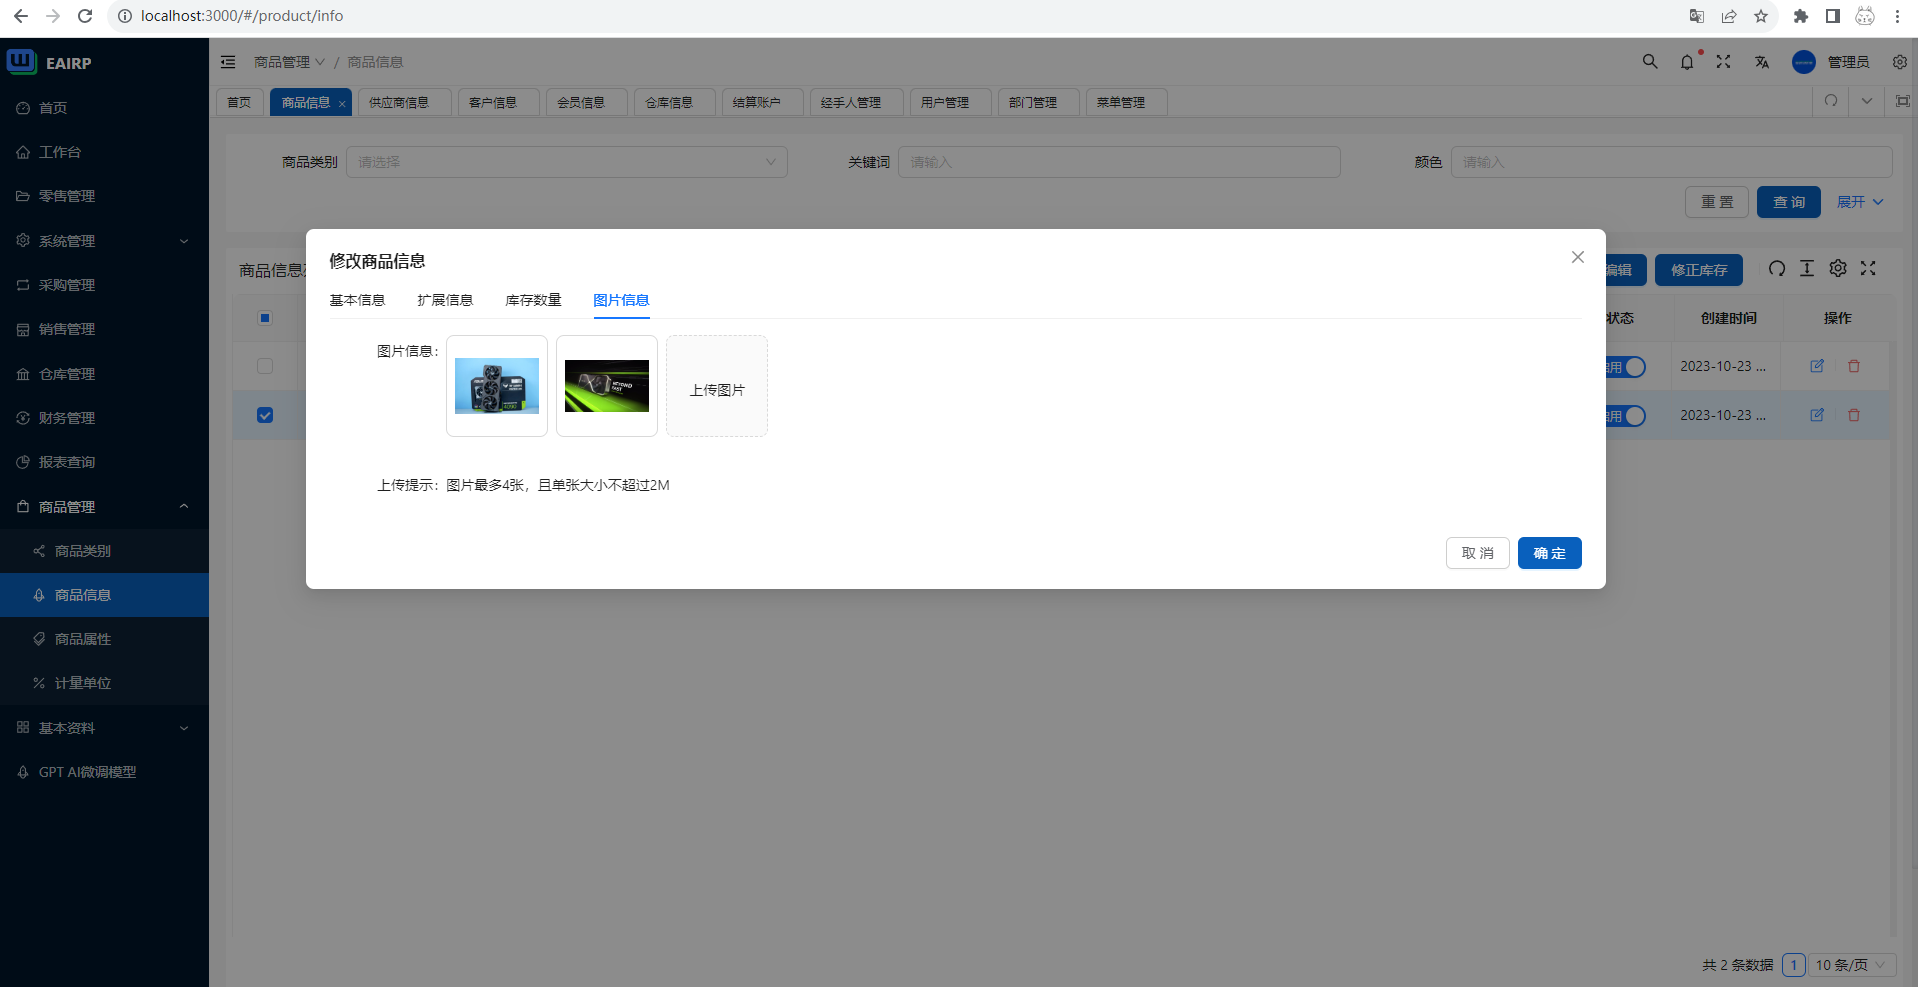 localhost:3000/#/product/info
EAIRP
首页
工作台
零售管理
系统管理
采购管理
销售管理
仓库管理
财务管理
报表查询
商品管理
商品类别
商品信息
商品属性
计量单位
基本资料
GPT AI微调模型
商品管理 / 商品信息
管理员
首页 商品信息 供应商信息 客户信息 会员信息 仓库信息 结算账户 经手人管理 用户管理 部门管理 菜单管理
商品类别 请选择 关键词 请输入 颜色 请输入
重置 查询 展开
商品信息 编辑 修正库存
状态 创建时间 操作
用 2023-10-23 ...
用 2023-10-23 ...
修改商品信息
基本信息 扩展信息 库存数量 图片信息
图片信息：
BEYOND
FAST
上传图片
上传提示：图片最多4张，且单张大小不超过2M
取消 确定
共 2 条数据 1 10 条/页